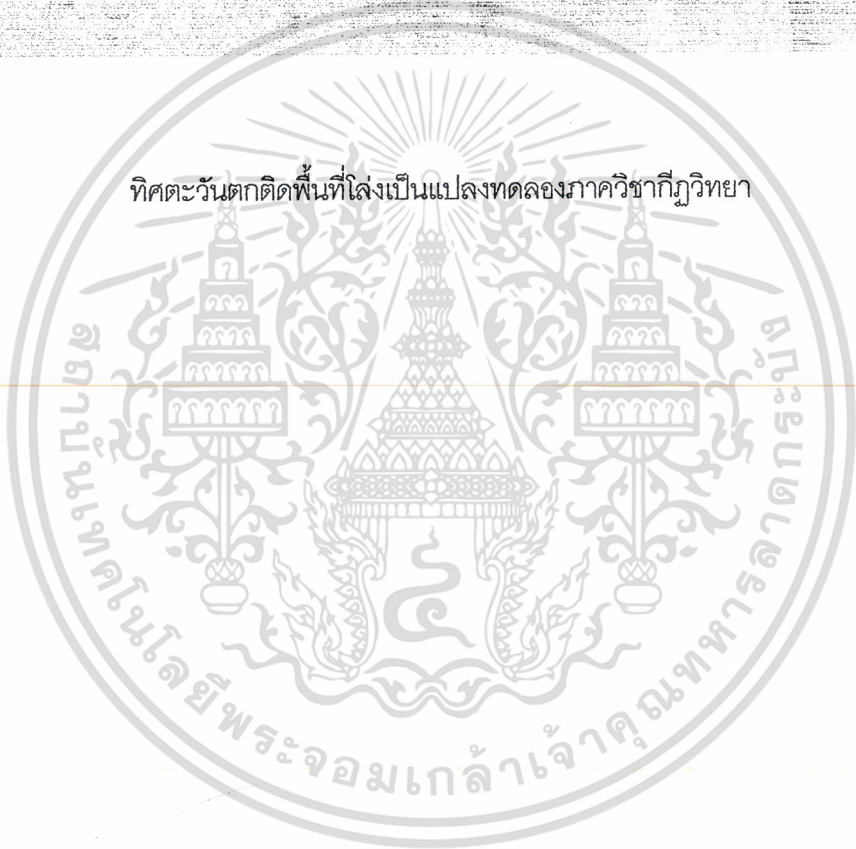 ทิศตะวันตกติดพื้นที่โล่งเป็นแปลงทดลองภาควิชากีฏวิทยา
สถาบันเทคโนโลยีพระจอมเกล้าเจ้าคุณทหารลาดกระบัง